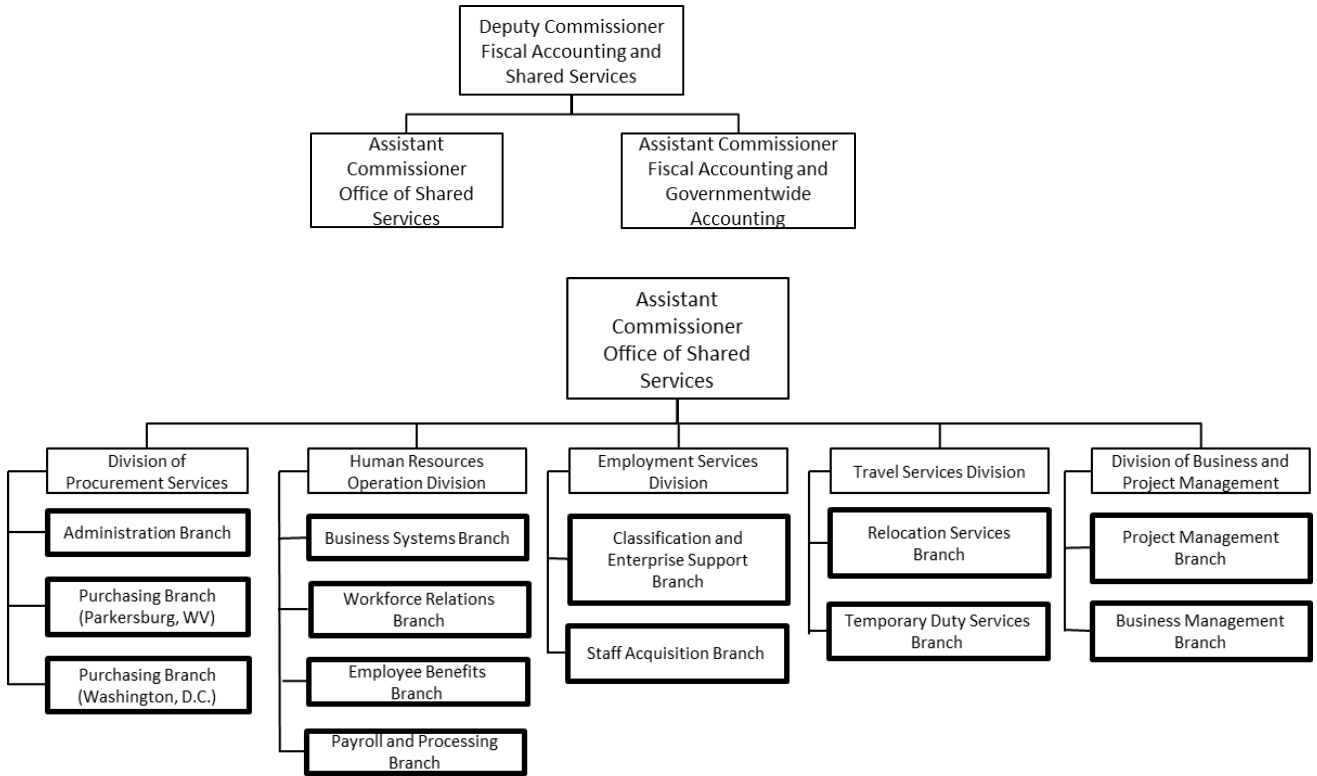 Deputy Commissioner
Fiscal Accounting and
Shared Services
Assistant
Commissioner
Office of Shared
Services
Assistant Commissioner
Fiscal Accounting and
Governmentwide
Accounting
Assistant
Commissioner
Office of Shared
Services
Division of
Procurement Services
Administration Branch
Purchasing Branch
(Parkersburg, WV)
Purchasing Branch
(Washington, D.C.)
Human Resources
Operation Division
Business Systems Branch
Workforce Relations
Branch
Employee Benefits
Branch
Payroll and Processing
Branch
Employment Services
Division
Classification and
Enterprise Support
Branch
Staff Acquisition Branch
Travel Services Division
Relocation Services
Branch
Temporary Duty Services
Branch
Division of Business and
Project Management
Project Management
Branch
Business Management
Branch